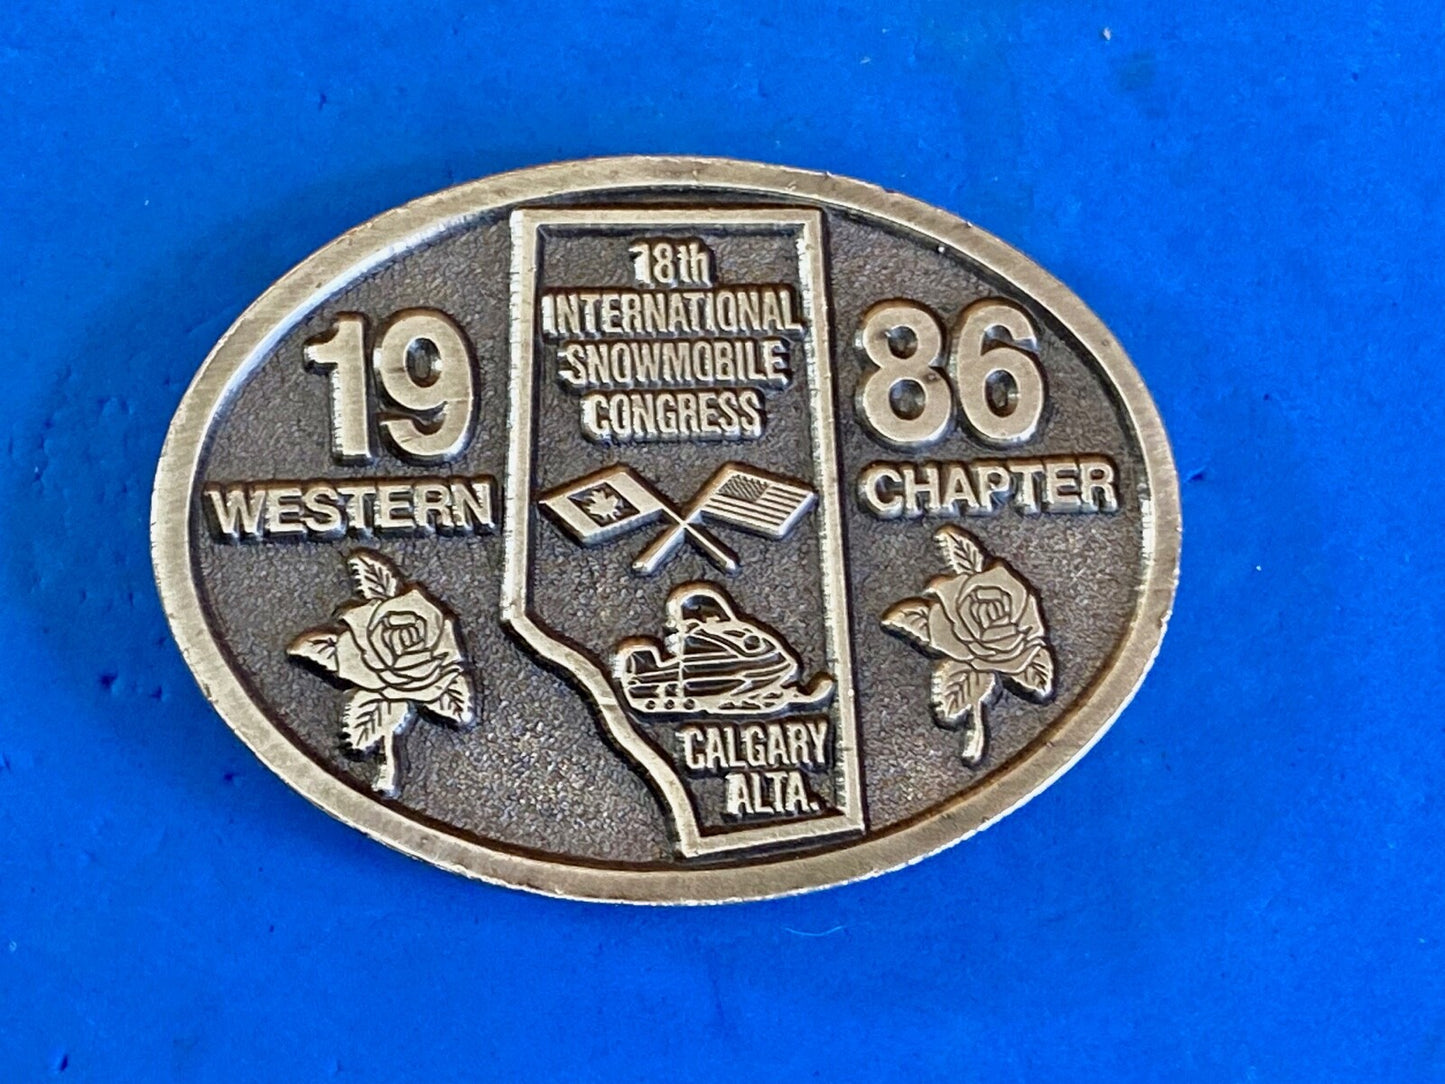 18th
INTERNATIONAL
SNOWMOBILE
CONGRESS
19 86
WESTERN CHAPTER
CALGARY
ALTA.